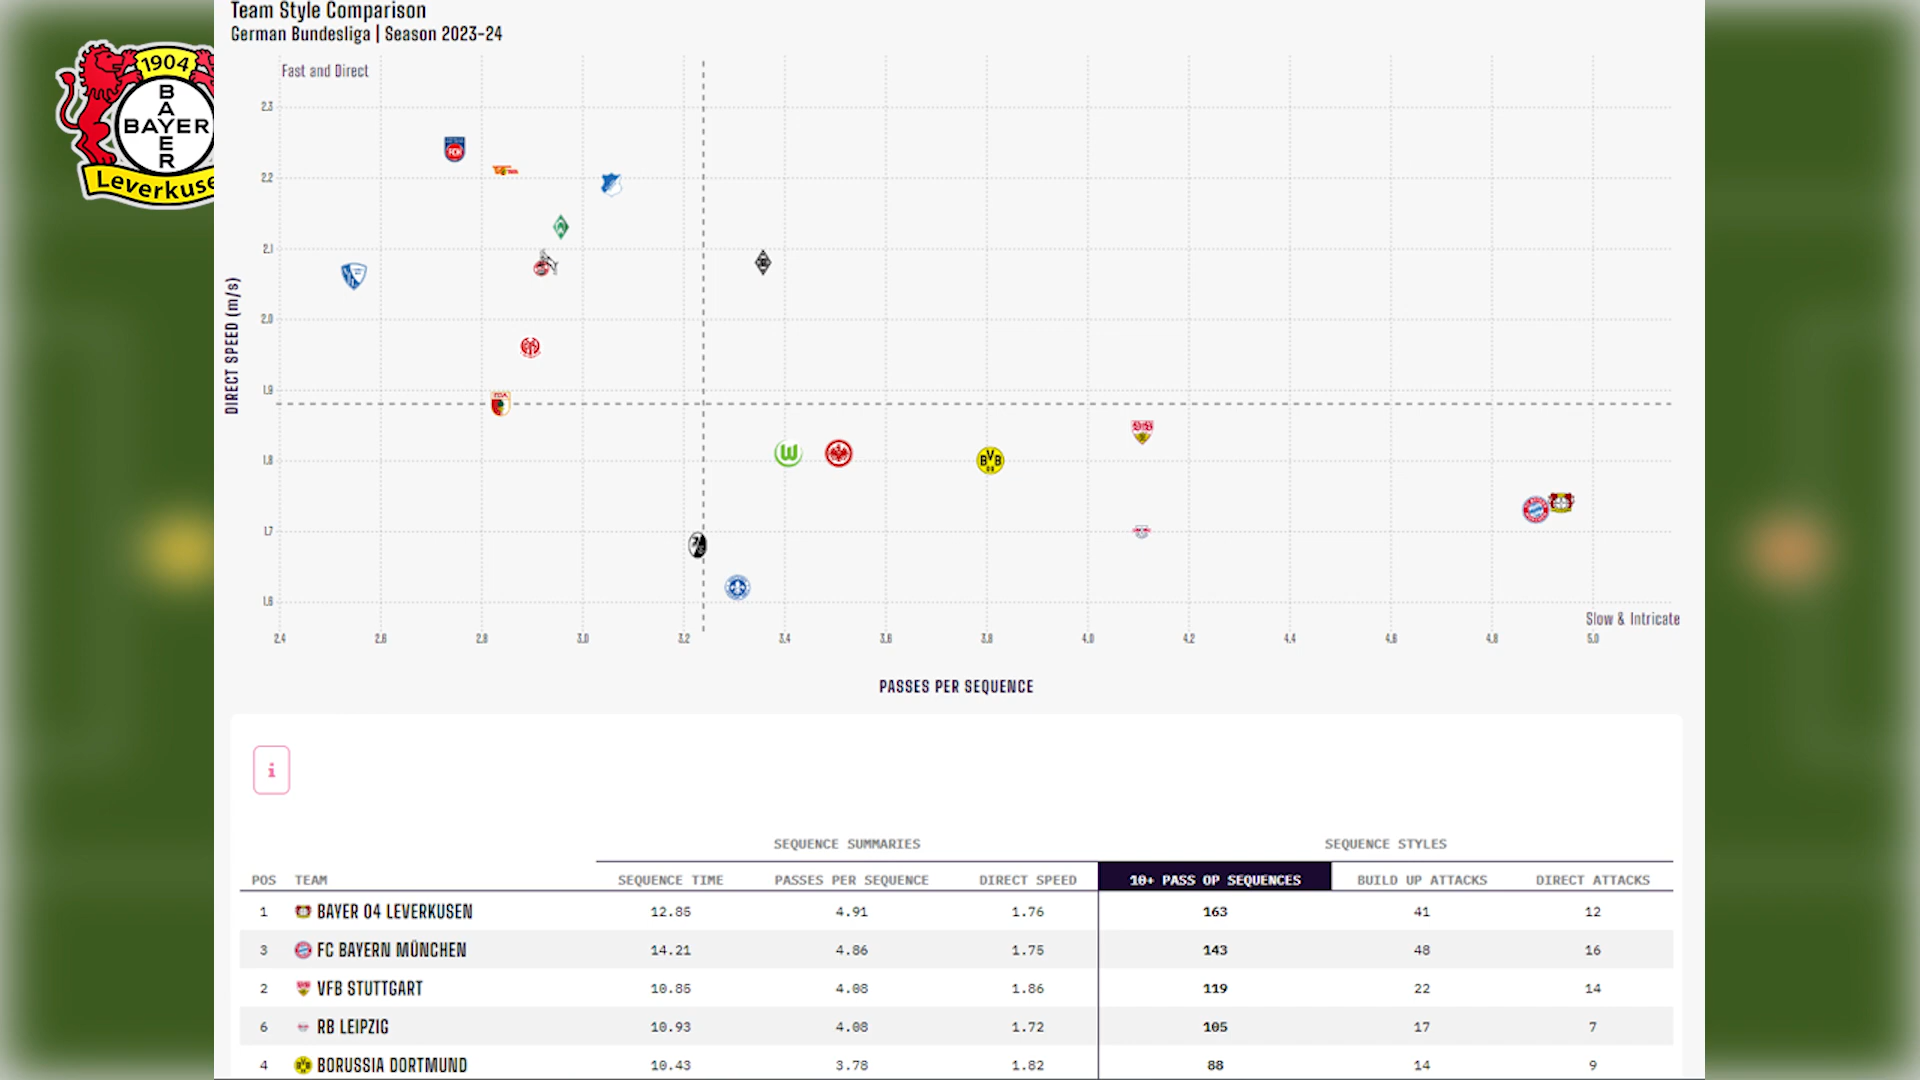 Team Style Comparison
German Bundesliga | Season 2023-24
1904
BAYER
BAYER
Leverkuse
Fast and Direct
2.3
2.2
2.1
2.0
1.9
1.8
1.7
1.6
DIRECT SPEED (m/s)
BVB
Slow & Intricate
2.4 2.6 2.8 3.0 3.2 3.4 3.6 3.8 4.0 4.2 4.4 4.6 4.8 5.0
PASSES PER SEQUENCE
i
SEQUENCE SUMMARIES SEQUENCE STYLES
POS TEAM SEQUENCE TIME PASSES PER SEQUENCE DIRECT SPEED 10+ PASS OP SEQUENCES BUILD UP ATTACKS DIRECT ATTACKS
1 BAYER 04 LEVERKUSEN 12.85 4.91 1.76 163 41 12
3 FC BAYERN MÜNCHEN 14.21 4.86 1.75 143 48 16
2 VFB STUTTGART 10.85 4.08 1.86 119 22 14
6 RB LEIPZIG 10.93 4.08 1.72 105 17 7
4 BORUSSIA DORTMUND 10.43 3.78 1.82 88 14 9